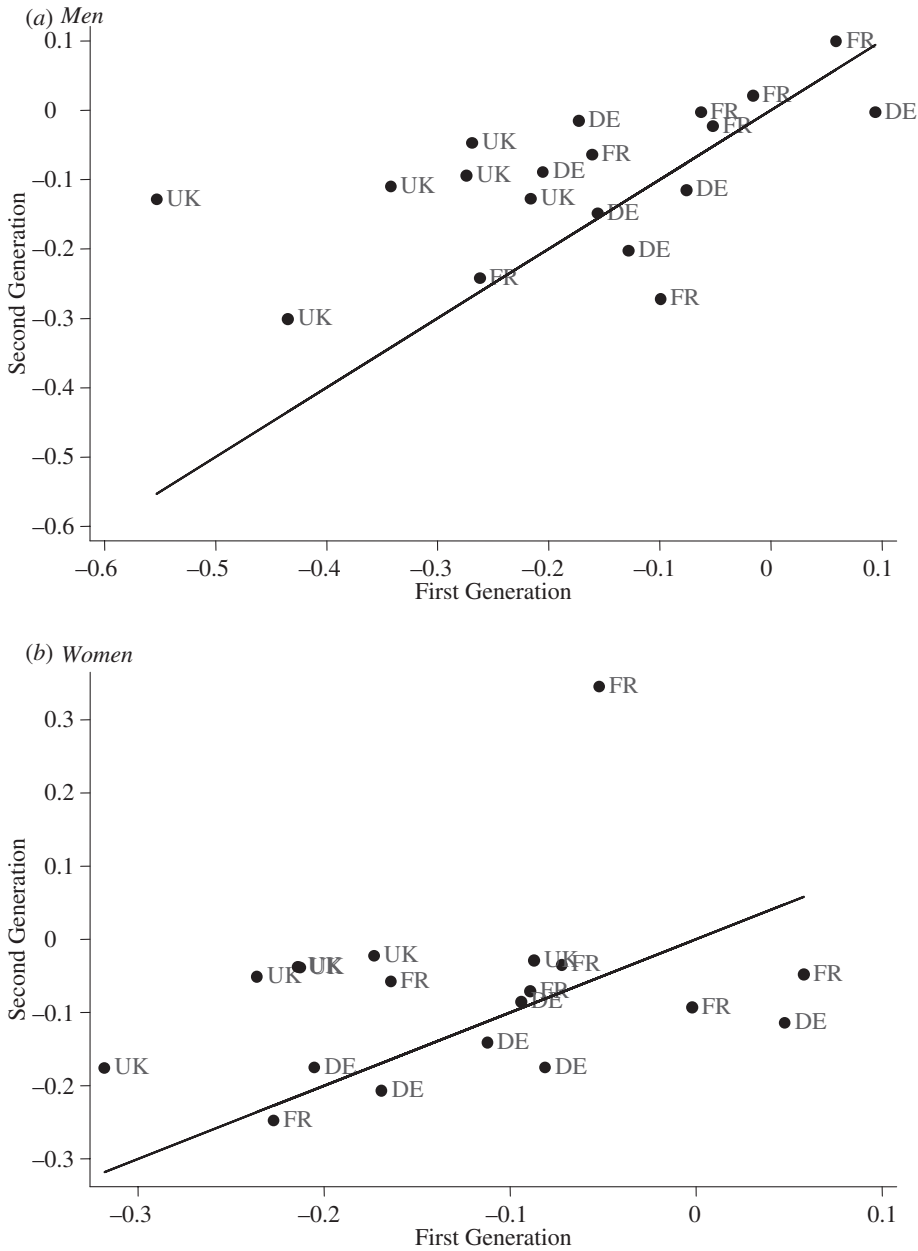 (a) Men
0.1
0
–0.1
–0.2
–0.3
–0.4
–0.5
–0.6
Second Generation
FR
FR
DE
FR
FR
DE
UK
FR
UK
DE
UK
DE
UK
UK
DE
DE
FR
FR
UK
–0.6 –0.5 –0.4 –0.3 –0.2 –0.1 0 0.1
First Generation
(b) Women
0.3
0.2
0.1
0
–0.1
–0.2
–0.3
Second Generation
FR
UK
UK
FR
UK
UK
UK
FR
FR
FR
DE
FR
DE
DE
UK
DE
DE
DE
FR
–0.3 –0.2 –0.1 0 0.1
First Generation